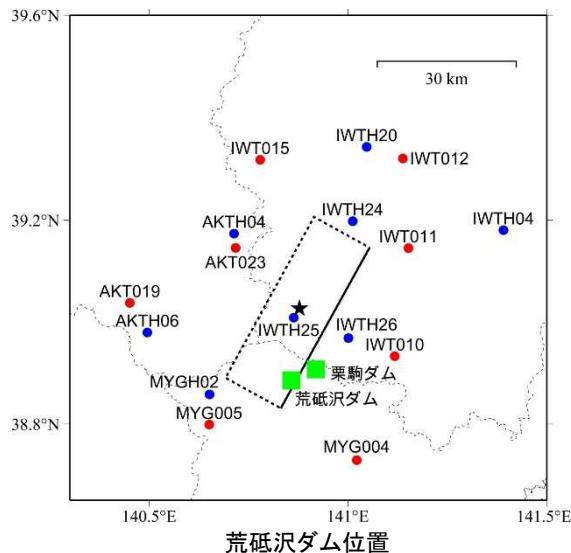 39.6°N
30 km
IWTH20
IWT015
IWT012
39.2°N
AKTH04
IWTH24
IWTH04
AKT023
IWT011
AKT019
AKTH06
IWTH25
IWTH26
IWT010
栗駒ダム
MYGH02
荒砥沢ダム
38.8°N
MYG005
MYG004
140.5°E
141°E
141.5°E
荒砥沢ダム位置